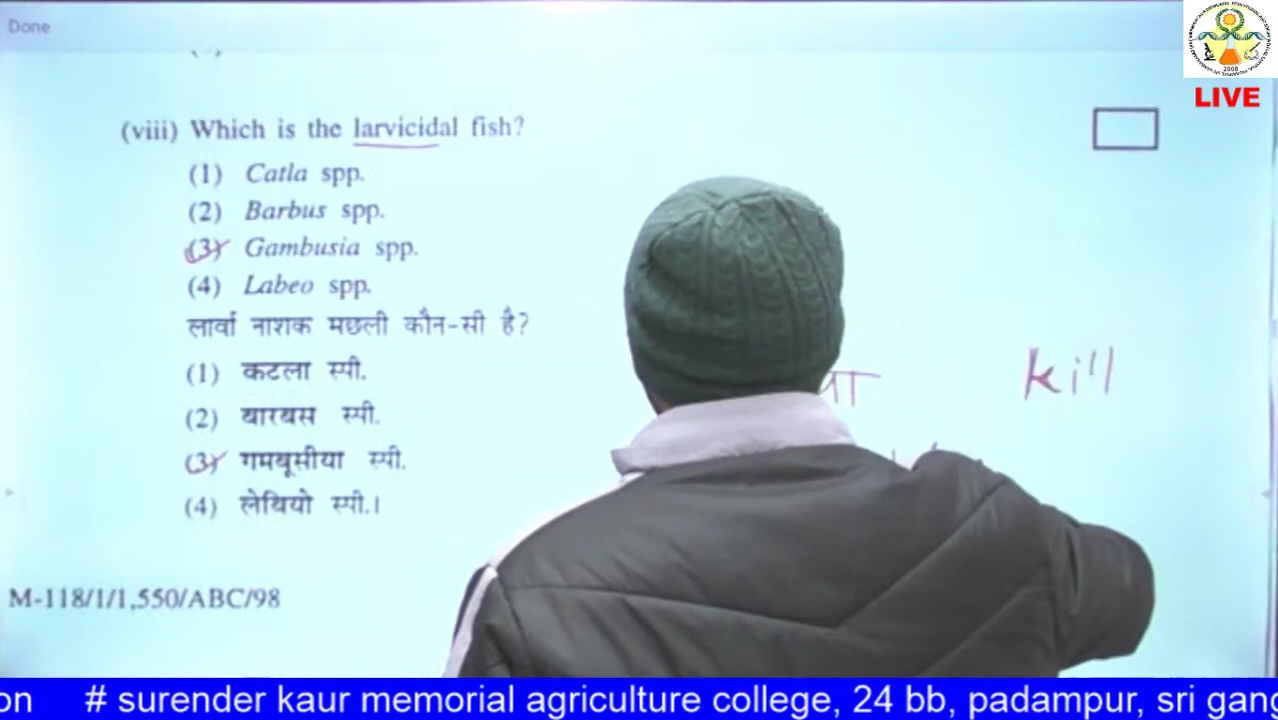 Done
LIVE
(viii) Which is the larvicidal fish?
(1) Catla spp.
(2) Barbus spp.
(3) Gambusia spp.
(4) Labeo spp.
लार्वा नाशक मछली कौन-सी है?
(1) कटला स्पी.
(2) बारबस स्पी.
(3) गमबूसीया स्पी.
(4) लेबियो स्पी.।
kill
M-118/1/1,550/ABC/98
on # surender kaur memorial agriculture college, 24 bb, padampur, sri gang